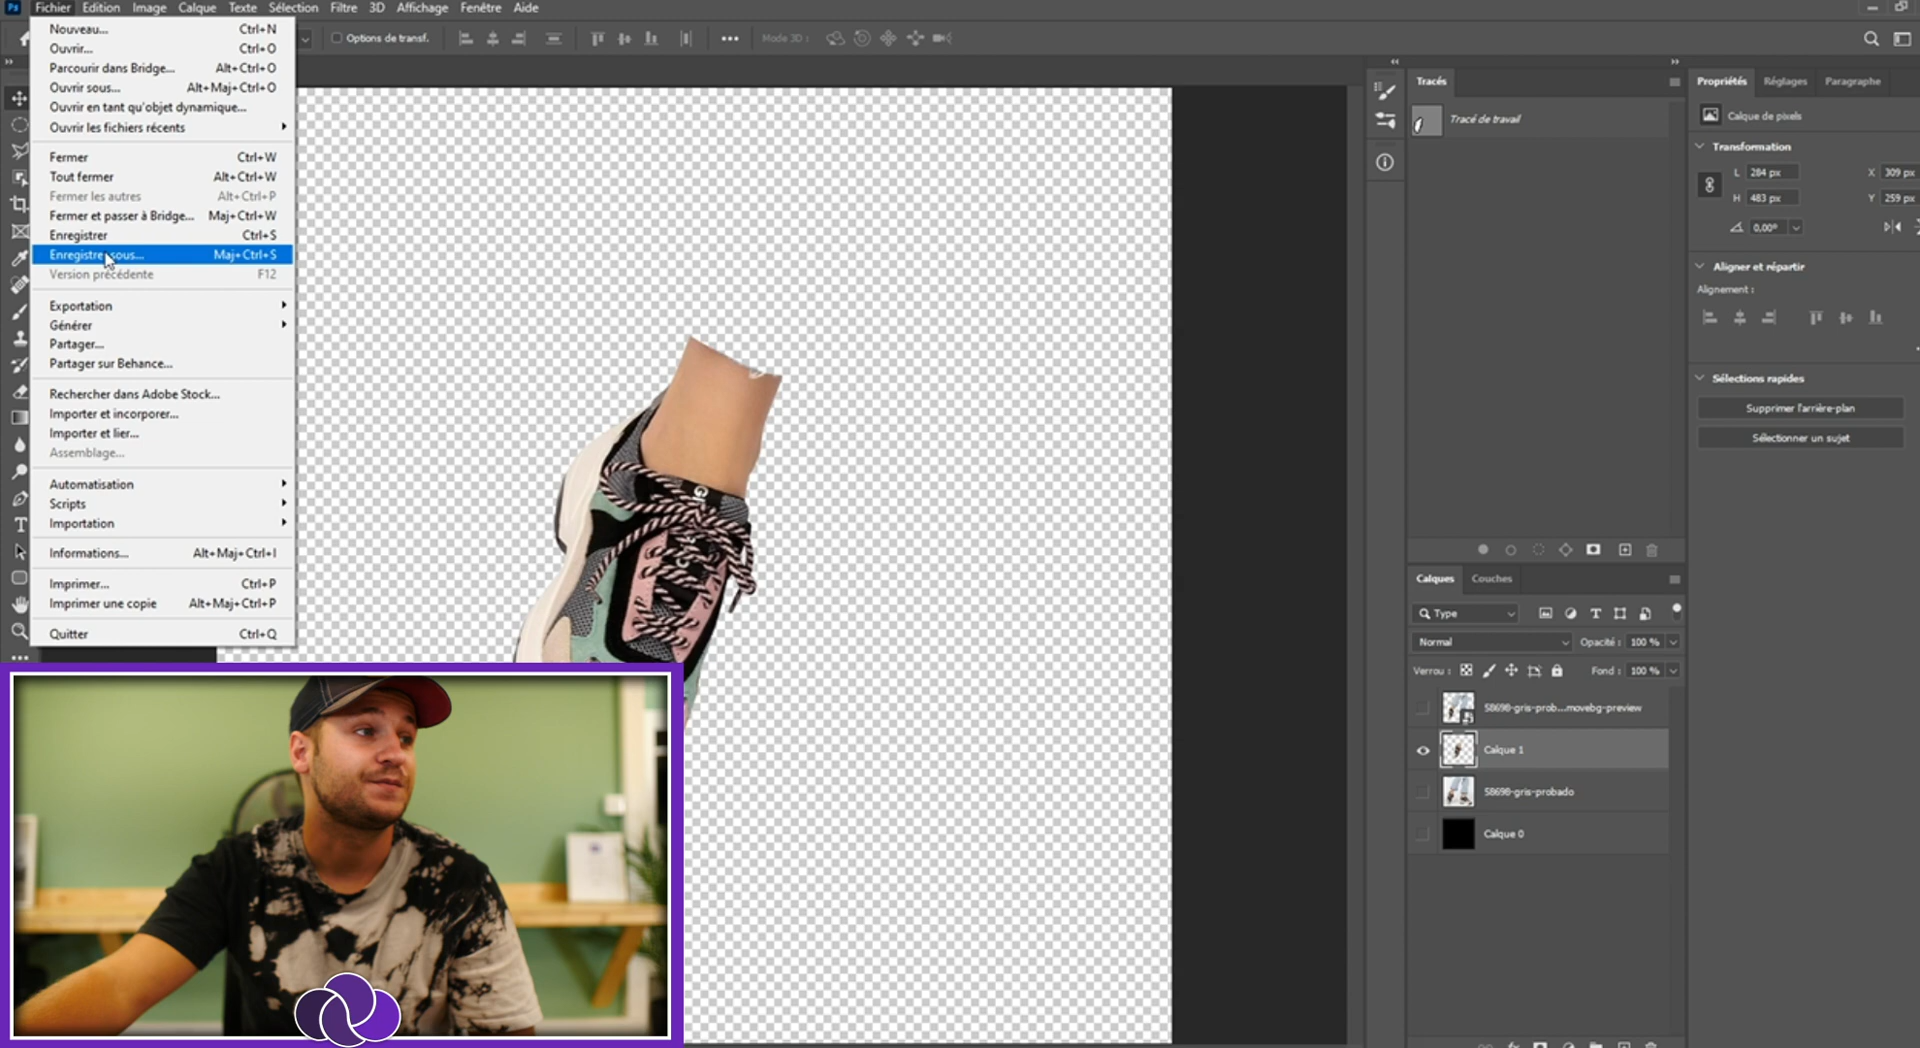 Ps Fichier Edition Image Calque Texte Sélection Filtre 3D Affichage Fenêtre Aide
Options de transf.
Mode 3D :
Nouveau... Ctrl+N
Ouvrir... Ctrl+O
Parcourir dans Bridge... Alt+Ctrl+O
Ouvrir sous... Alt+Maj+Ctrl+O
Ouvrir en tant qu'objet dynamique...
Ouvrir les fichiers récents
Fermer Ctrl+W
Tout fermer Alt+Ctrl+W
Fermer les autres Alt+Ctrl+P
Fermer et passer à Bridge... Maj+Ctrl+W
Enregistrer Ctrl+S
Enregistrer sous... Maj+Ctrl+S
Version précédente F12
Exportation
Générer
Partager...
Partager sur Behance...
Rechercher dans Adobe Stock...
Importer et incorporer...
Importer et lier...
Assemblage...
Automatisation
Scripts
Importation
Informations... Alt+Maj+Ctrl+I
Imprimer... Ctrl+P
Imprimer une copie Alt+Maj+Ctrl+P
Quitter Ctrl+Q
Tracés
Tracé de travail
Propriétés Réglages Paragraphe
Calque de pixels
Transformation
L 284 px X 309 px
H 483 px Y 259 px
0,00°
Aligner et répartir
Alignement :
Sélections rapides
Supprimer l'arrière-plan
Sélectionner un sujet
Calques Couches
Type
Normal Opacité : 100 %
Verrou : Fond : 100 %
58698-gris-prob...movebg-preview
Calque 1
58698-gris-probado
Calque 0